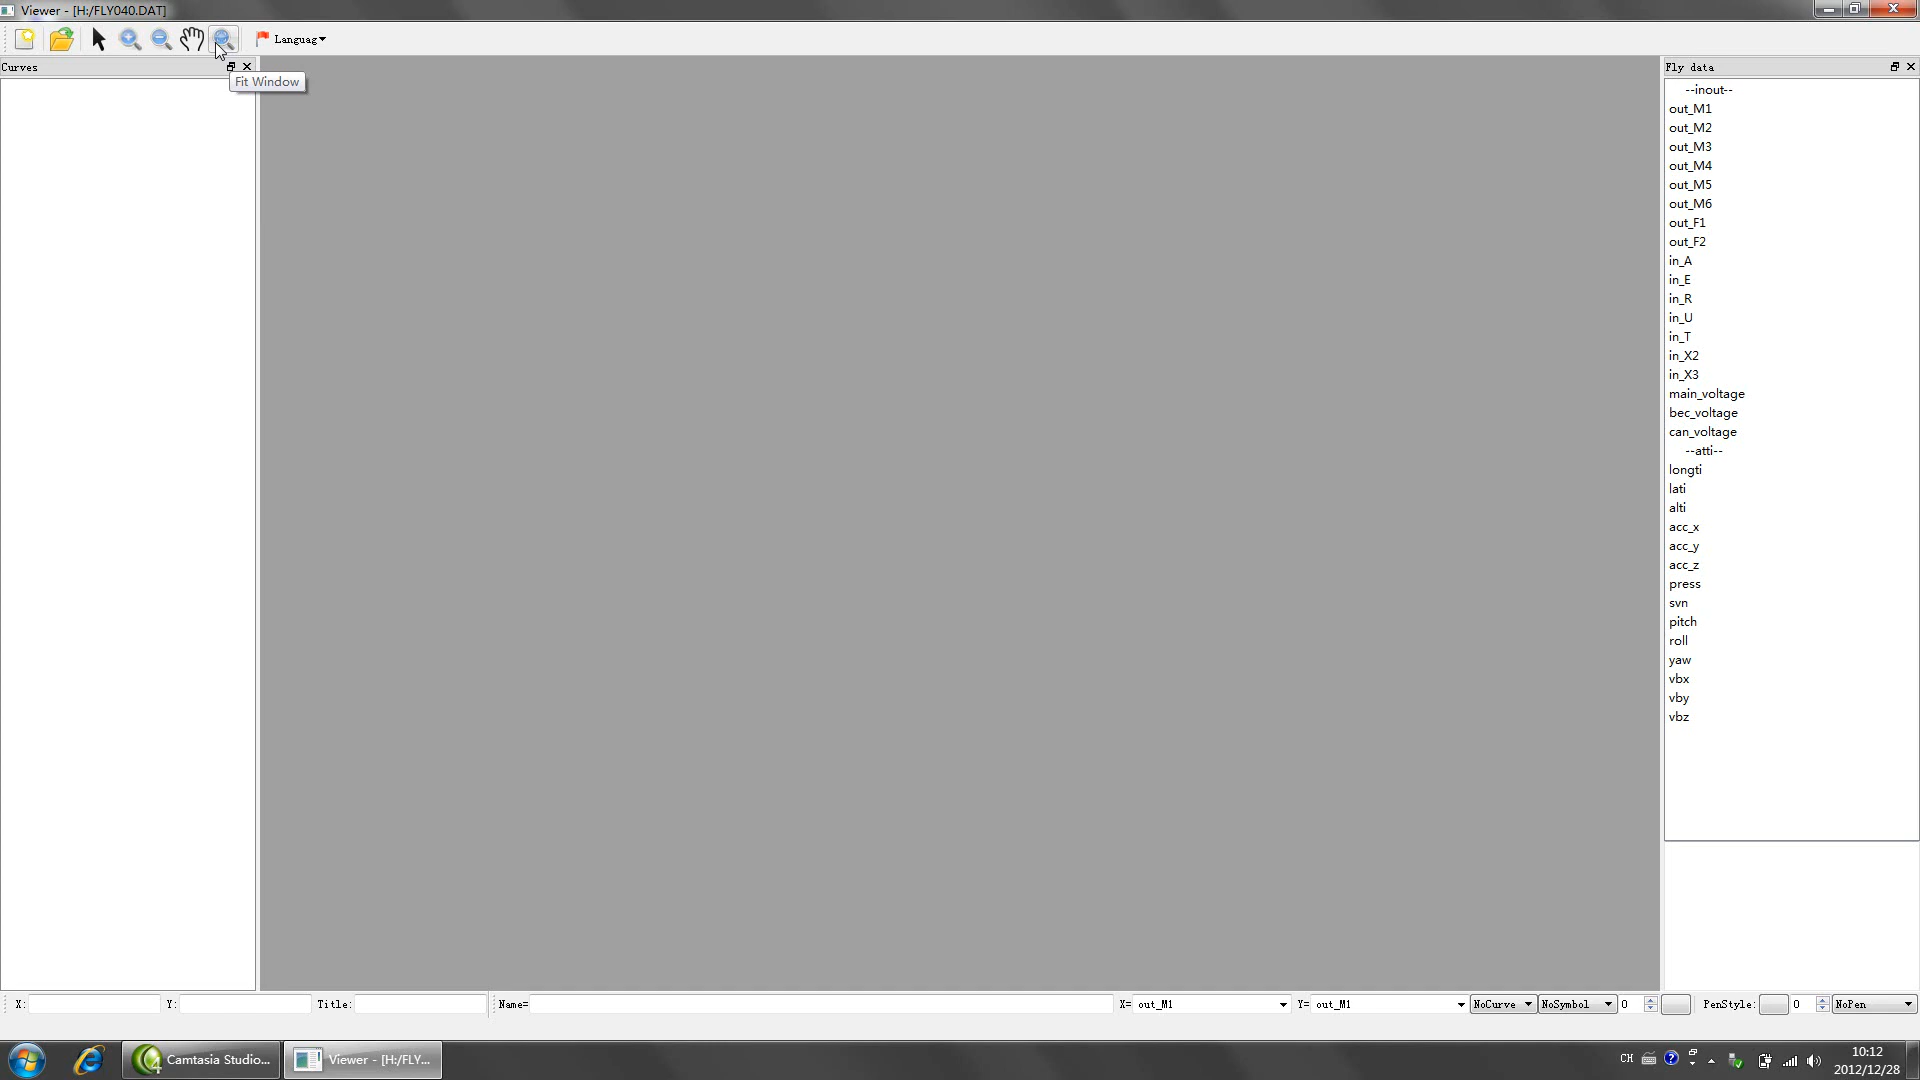 Viewer - [H:/FLY040.DAT]
Languag
Curves
Fit Window
Fly data
--inout--
out_M1
out_M2
out_M3
out_M4
out_M5
out_M6
out_F1
out_F2
in_A
in_E
in_R
in_U
in_T
in_X2
in_X3
main_voltage
bec_voltage
can_voltage
--atti--
longti
lati
alti
acc_x
acc_y
acc_z
press
svn
pitch
roll
yaw
vbx
vby
vbz
X: Y: Title: Name= X= out_M1 Y= out_M1 NoCurve NoSymbol 0 PenStyle: 0 NoPen
Camtasia Studio... Viewer - [H:/FLY... CH 10:12
2012/12/28